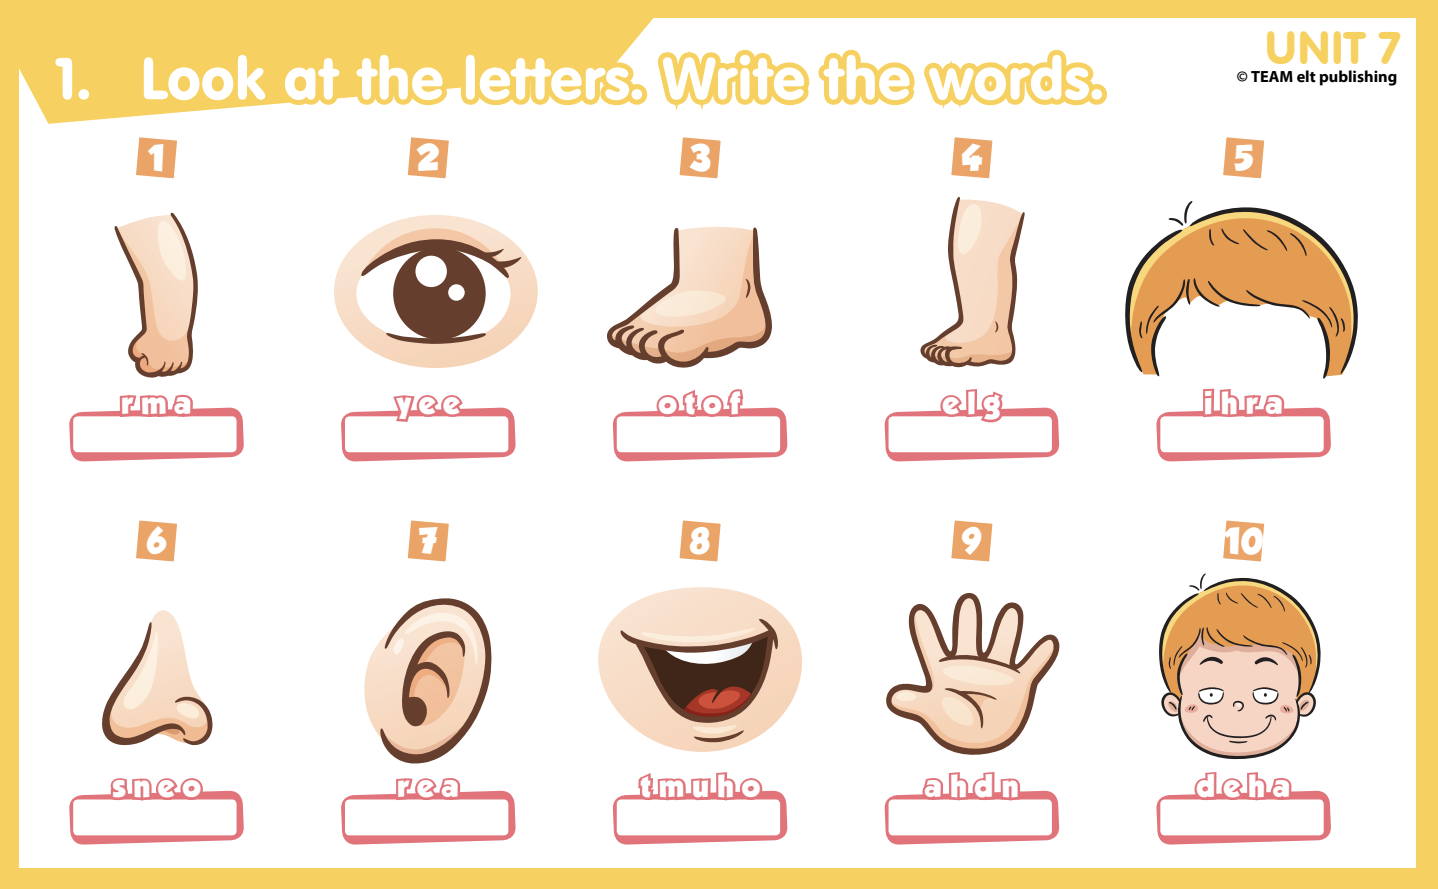 UNIT 7
© TEAM elt publishing
1. Look at the letters. Write the words.
1 2 3 4 5
rma yee otof elg ihra
6 7 8 9 10
sneo rea tmuho ahdn deha